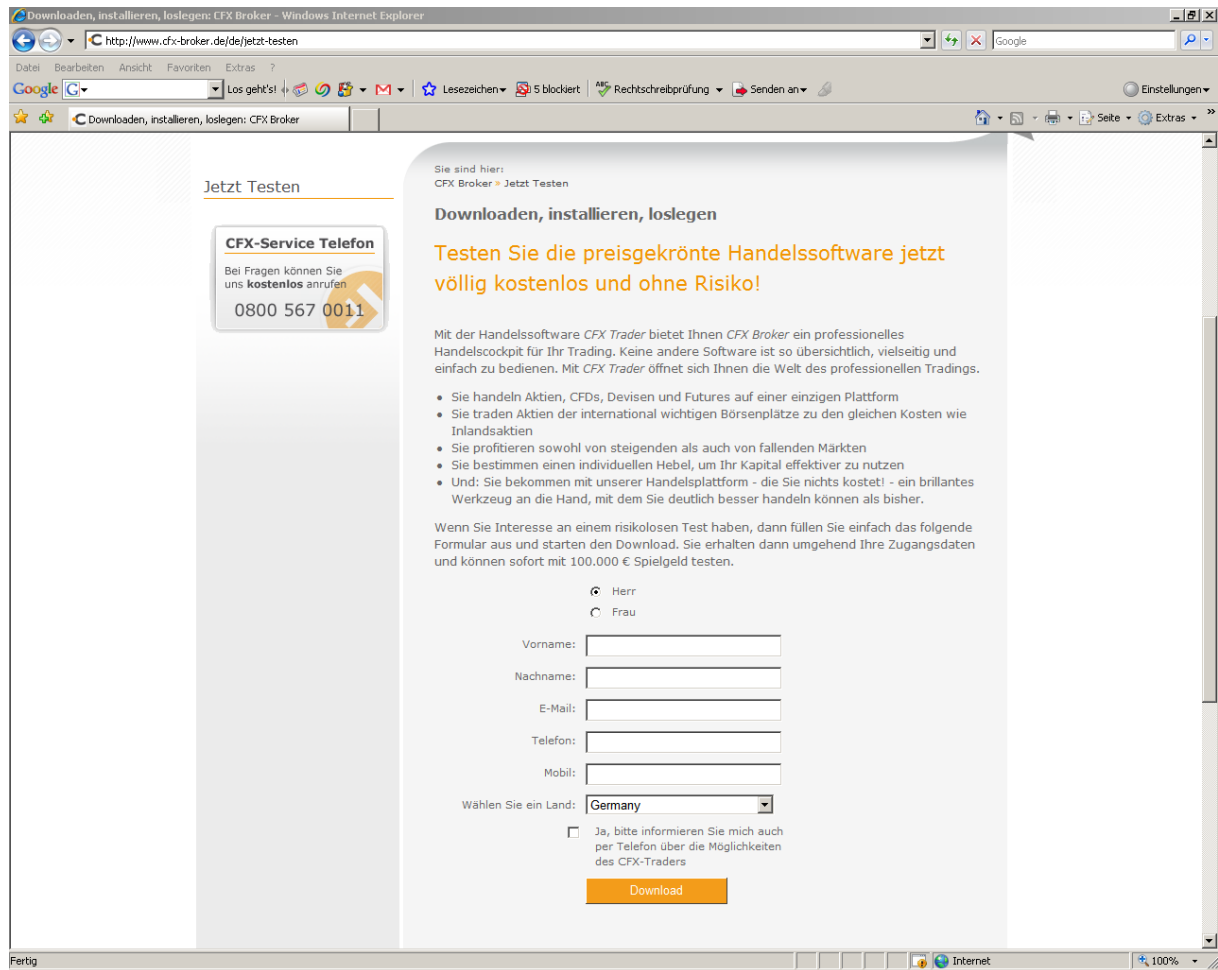 Downloaden, installieren, loslegen: CFX Broker - Windows Internet Explorer
http://www.cfx-broker.de/de/jetzt-testen
Google
Datei Bearbeiten Ansicht Favoriten Extras ?
Google G Los geht's! Lesezeichen 5 blockiert ABC Rechtschreibprüfung Senden an Einstellungen
Downloaden, installieren, loslegen: CFX Broker
Seite Extras »
Jetzt Testen
CFX-Service Telefon
Bei Fragen können Sie
uns kostenlos anrufen
0800 567 0011
Sie sind hier:
CFX Broker » Jetzt Testen
Downloaden, installieren, loslegen
Testen Sie die preisgekrönte Handelssoftware jetzt
völlig kostenlos und ohne Risiko!
Mit der Handelssoftware CFX Trader bietet Ihnen CFX Broker ein professionelles
Handelscockpit für Ihr Trading. Keine andere Software ist so übersichtlich, vielseitig und
einfach zu bedienen. Mit CFX Trader öffnet sich Ihnen die Welt des professionellen Tradings.
• Sie handeln Aktien, CFDs, Devisen und Futures auf einer einzigen Plattform
• Sie traden Aktien der international wichtigen Börsenplätze zu den gleichen Kosten wie
Inlandsaktien
• Sie profitieren sowohl von steigenden als auch von fallenden Märkten
• Sie bestimmen einen individuellen Hebel, um Ihr Kapital effektiver zu nutzen
• Und: Sie bekommen mit unserer Handelsplattform - die Sie nichts kostet! - ein brillantes
Werkzeug an die Hand, mit dem Sie deutlich besser handeln können als bisher.
Wenn Sie Interesse an einem risikolosen Test haben, dann füllen Sie einfach das folgende
Formular aus und starten den Download. Sie erhalten dann umgehend Ihre Zugangsdaten
und können sofort mit 100.000 € Spielgeld testen.
Herr
Frau
Vorname:
Nachname:
E-Mail:
Telefon:
Mobil:
Wählen Sie ein Land: Germany
Ja, bitte informieren Sie mich auch
per Telefon über die Möglichkeiten
des CFX-Traders
Download
Fertig
Internet
100%